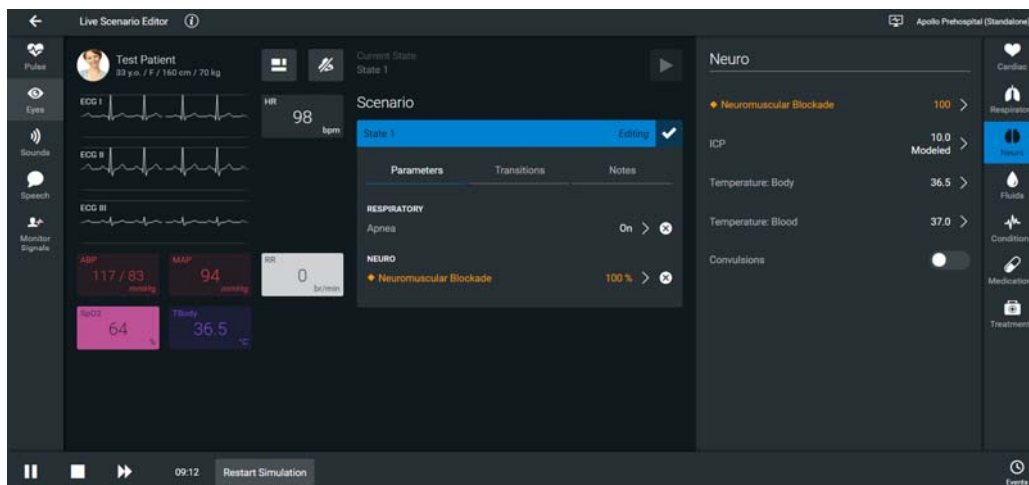 Live Scenario Editor
Apollo Prehospital (Standalone)
Pulse
Eyes
Sounds
Speech
Monitor
Signals
Test Patient
33 y.o. / F / 160 cm / 70 kg
ECG I
ECG II
ECG III
HR
98
bpm
ABP
117 / 83
mmHg
MAP
94
mmHg
RR
0
br/min
SpO2
64
%
TBody
36.5
°C
Current State
State 1
Scenario
State 1 Editing
Parameters Transitions Notes
RESPIRATORY
Apnea On
NEURO
Neuromuscular Blockade 100 %
Neuro
Neuromuscular Blockade 100
ICP 10.0
Modeled
Temperature: Body 36.5
Temperature: Blood 37.0
Convulsions
Cardiac
Respirator
Neuro
Fluids
Condition
Medication
Treatment
09:12 Restart Simulation
Events